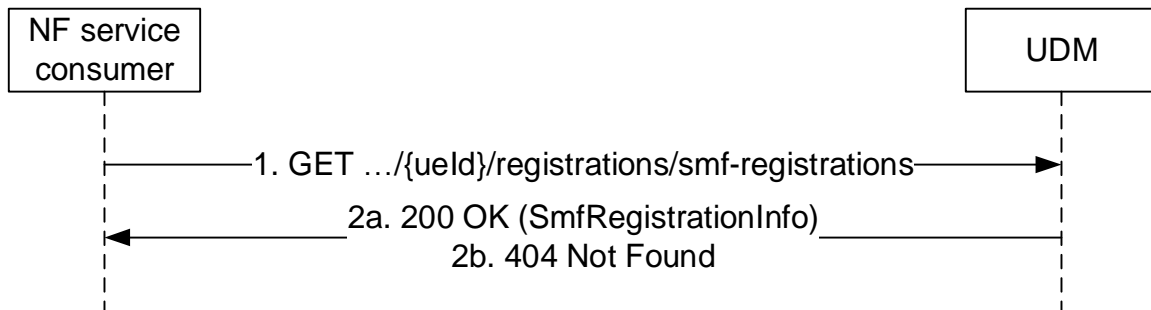 NF service
consumer
UDM
1. GET …/{ueId}/registrations/smf-registrations
2a. 200 OK (SmfRegistrationInfo)
2b. 404 Not Found